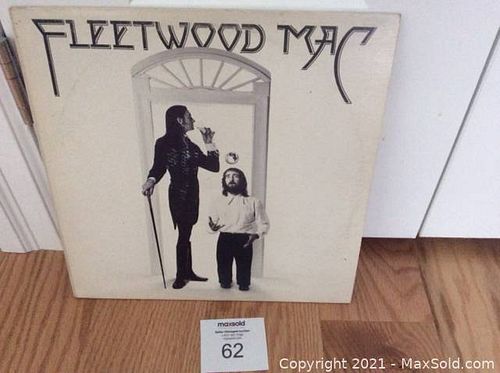 FLEETWOOD MAC
maxsold
62
Copyright © 2021 - MaxSold.com